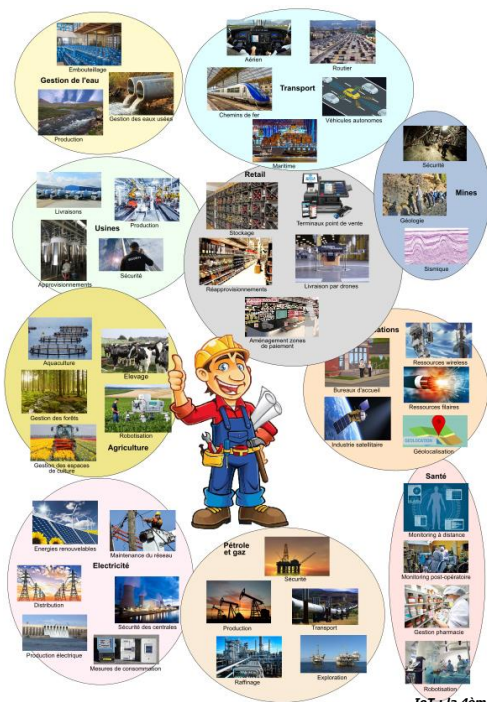 Embouteillage
Gestion de l'eau
Production
Gestion des eaux usées
Aérien
Routier
Transport
Chemins de fer
Véhicules autonomes
Maritime
Sécurité
Mines
Géologie
Sismique
Livraisons
Production
Usines
Approvisionnements
Sécurité
Retail
Stockage
Terminaux point de vente
Réapprovisionnements
Livraison par drones
Aménagement zones
de paiement
Aquaculture
Elevage
Gestion des forêts
Robotisation
Gestion des espaces
de culture
Agriculture
Ressources wireless
Bureaux d'accueil
Ressources filaires
Industrie satellitaire
Géolocalisation
Santé
Monitoring à distance
Monitoring post-opératoire
Gestion pharmacie
Robotisation
Energies renouvelables
Maintenance du réseau
Electricité
Distribution
Sécurité des centrales
Production électrique
Mesures de consommation
Pétrole
et gaz
Sécurité
Production
Transport
Raffinage
Exploration